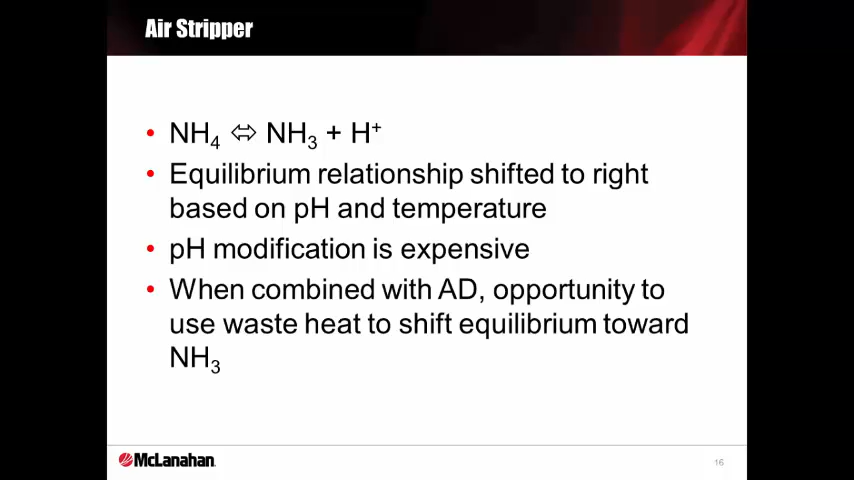 Air Stripper
• NH₄ ⇔ NH₃ + H⁺
• Equilibrium relationship shifted to right
based on pH and temperature
• pH modification is expensive
• When combined with AD, opportunity to
use waste heat to shift equilibrium toward
NH₃
McLanahan
16